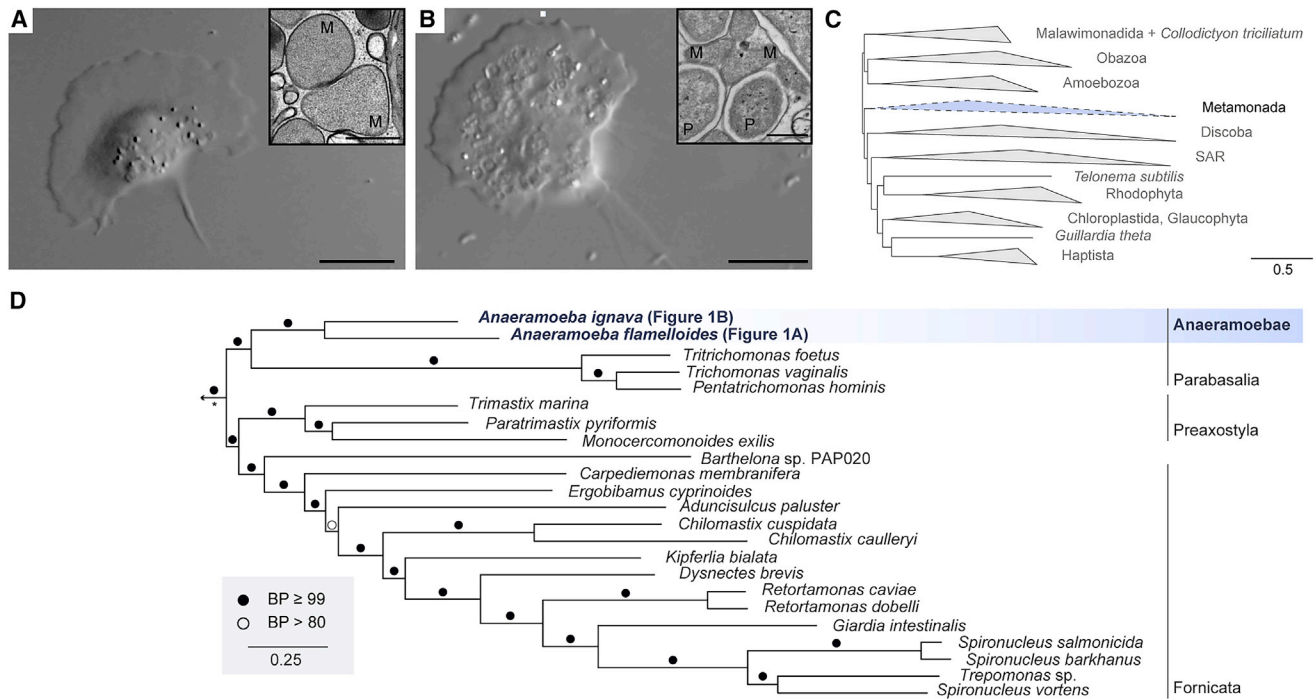 A
M
M
B
M
M
P
P
C
Malawimonadida + Collodictyon triciliatum
Obazoa
Amoebozoa
Metamonada
Discoba
SAR
Telonema subtilis
Rhodophyta
Chloroplastida, Glaucophyta
Guillardia theta
Haptista
0.5
D
Anaeramoeba ignava (Figure 1B)
Anaeramoeba flamelloides (Figure 1A)
Anaeramoebae
Tritrichomonas foetus
Trichomonas vaginalis
Pentatrichomonas hominis
Parabasalia
*
Trimastix marina
Paratrimastix pyriformis
Monocercomonoides exilis
Preaxostyla
Barthelona sp. PAP020
Carpediemonas membranifera
Ergobibamus cyprinoides
Aduncisulcus paluster
Chilomastix cuspidata
Chilomastix caulleryi
Kipferlia bialata
Dysnectes brevis
Retortamonas caviae
Retortamonas dobelli
Giardia intestinalis
Spironucleus salmonicida
Spironucleus barkhanus
Trepomonas sp.
Spironucleus vortens
Fornicata
BP ≥ 99
BP > 80
0.25